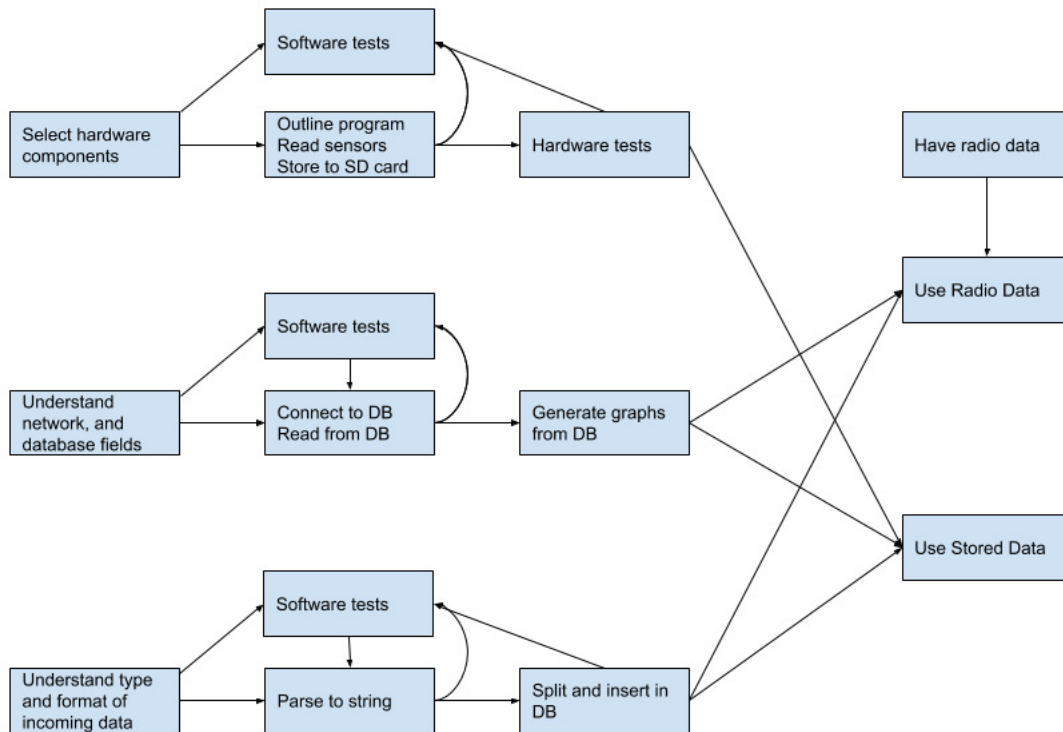 Software tests
Select hardware
components
Outline program
Read sensors
Store to SD card
Hardware tests
Have radio data
Use Radio Data
Software tests
Understand
network, and
database fields
Connect to DB
Read from DB
Generate graphs
from DB
Use Stored Data
Software tests
Understand type
and format of
incoming data
Parse to string
Split and insert in
DB